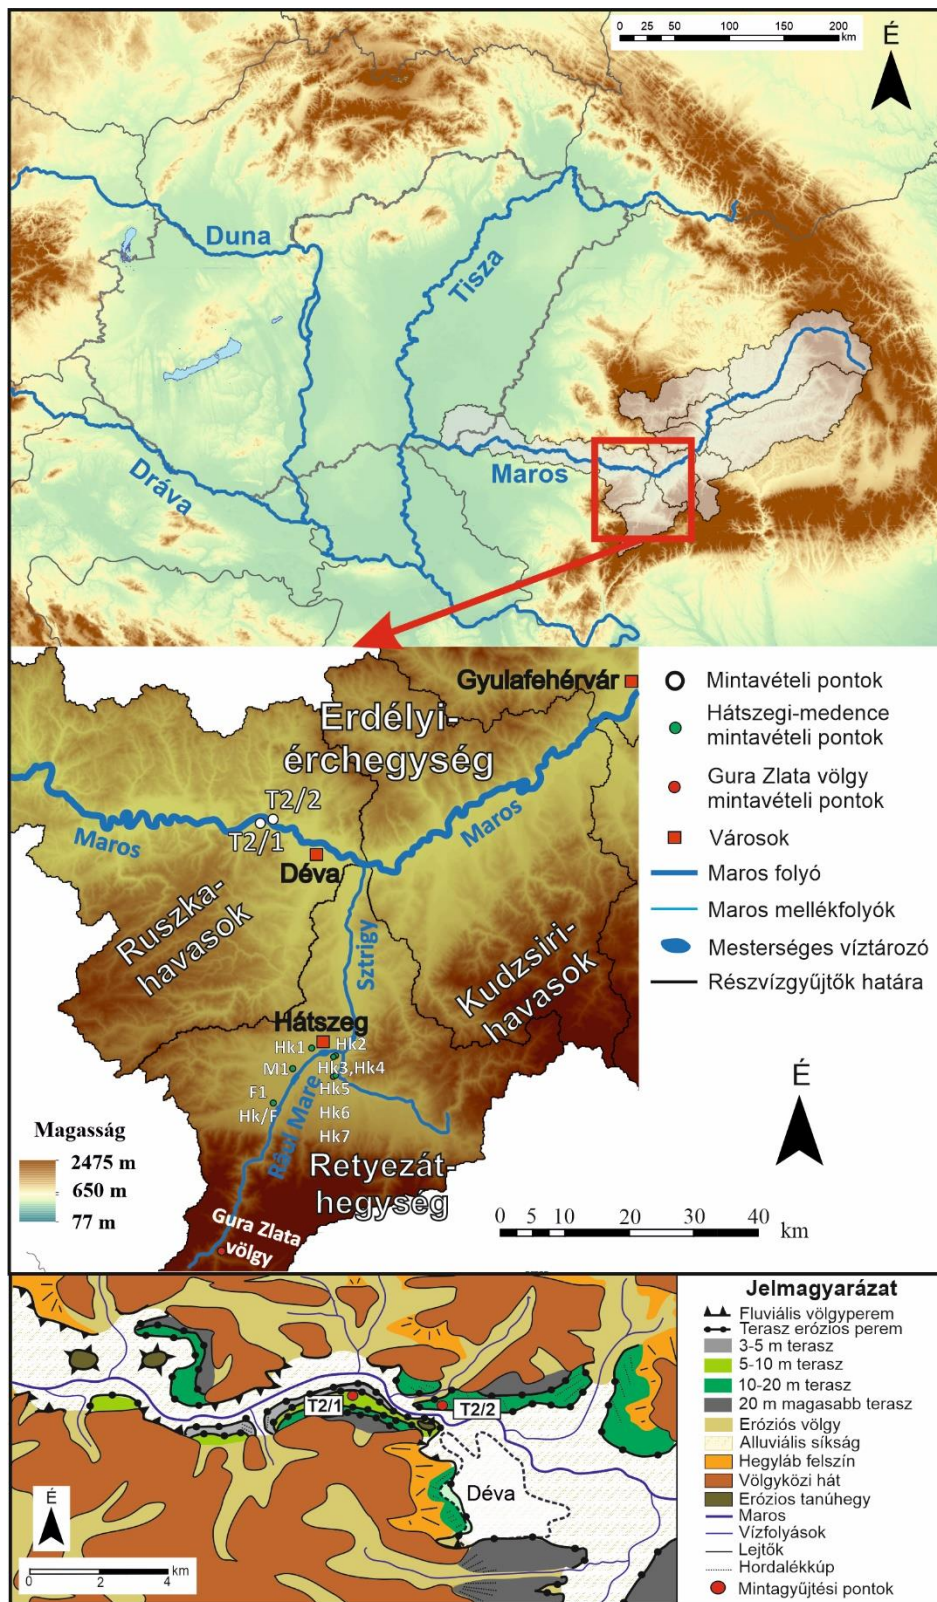 0 25 50 100 150 200
km
É
Duna
Tisza
Dráva
Maros
Gyulafehérvár
Erdélyi-
érchegység
T2/2
T2/1
Maros
Maros
Déva
Ruszka-
havasok
Sztrigy
Kudzsiri-
havasok
Hátszeg
Hk1
Hk2
M1
Hk3,Hk4
Hk5
F1
Hk/F
Hk6
Hk7
Râul Mare
Retyezát-
hegység
Gura Zlata
völgy
Magasság
2475 m
650 m
77 m
Mintavételi pontok
Hátszegi-medence
mintavételi pontok
Gura Zlata völgy
mintavételi pontok
Városok
Maros folyó
Maros mellékfolyók
Mesterséges víztározó
Részvízgyűjtők határa
É
0 5 10 20 30 40
km
T2/1
T2/2
Déva
É
km
0 2 4
Jelmagyarázat
Fluviális völgyperem
Terasz eróziós perem
3-5 m terasz
5-10 m terasz
10-20 m terasz
20 m magasabb terasz
Eróziós völgy
Alluviális síkság
Hegyláb felszín
Völgyközi hát
Eróziós tanúhegy
Maros
Vízfolyások
Lejtők
Hordalékkúp
Mintagyűjtési pontok